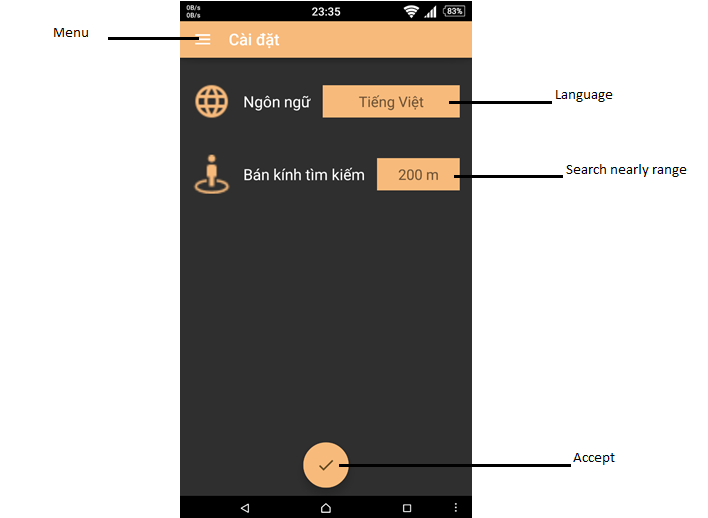 0B/s
0B/s
23:35
83%
Menu
Cài đặt
Ngôn ngữ
Tiếng Việt
Language
Bán kính tìm kiếm
200 m
Search nearly range
Accept